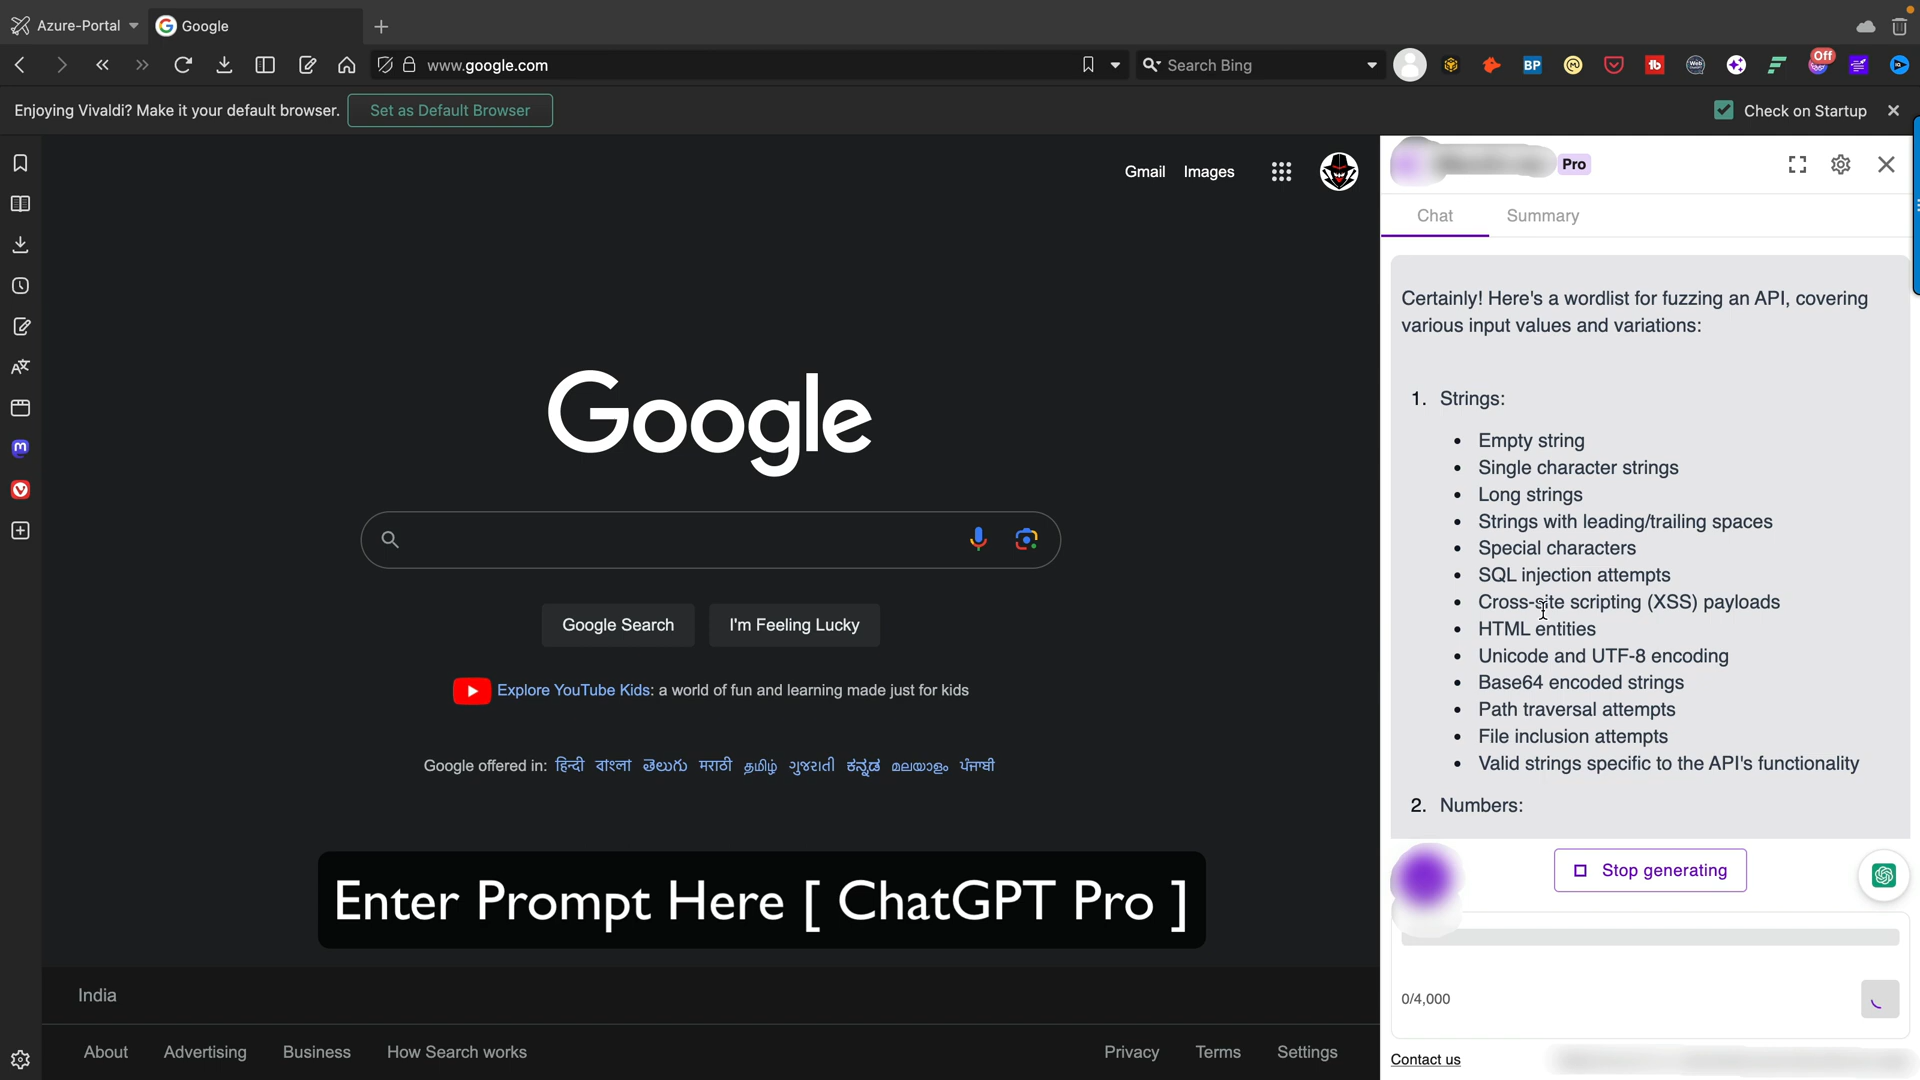 Azure-Portal
Google
www.google.com
Search Bing
BP
Off
Enjoying Vivaldi? Make it your default browser.
Set as Default Browser
Check on Startup
Gmail
Images
Google
Google Search
I'm Feeling Lucky
Explore YouTube Kids: a world of fun and learning made just for kids
Google offered in: हिन्दी বাংলা తెలుగు मराठी தமிழ் ગુજરાતી ಕನ್ನಡ മലയാളം ਪੰਜਾਬੀ
Enter Prompt Here [ ChatGPT Pro ]
India
About
Advertising
Business
How Search works
Privacy
Terms
Settings
Pro
Chat
Summary
Certainly! Here's a wordlist for fuzzing an API, covering
various input values and variations:
1. Strings:
• Empty string
• Single character strings
• Long strings
• Strings with leading/trailing spaces
• Special characters
• SQL injection attempts
• Cross-site scripting (XSS) payloads
• HTML entities
• Unicode and UTF-8 encoding
• Base64 encoded strings
• Path traversal attempts
• File inclusion attempts
• Valid strings specific to the API's functionality
2. Numbers:
Stop generating
0/4,000
Contact us